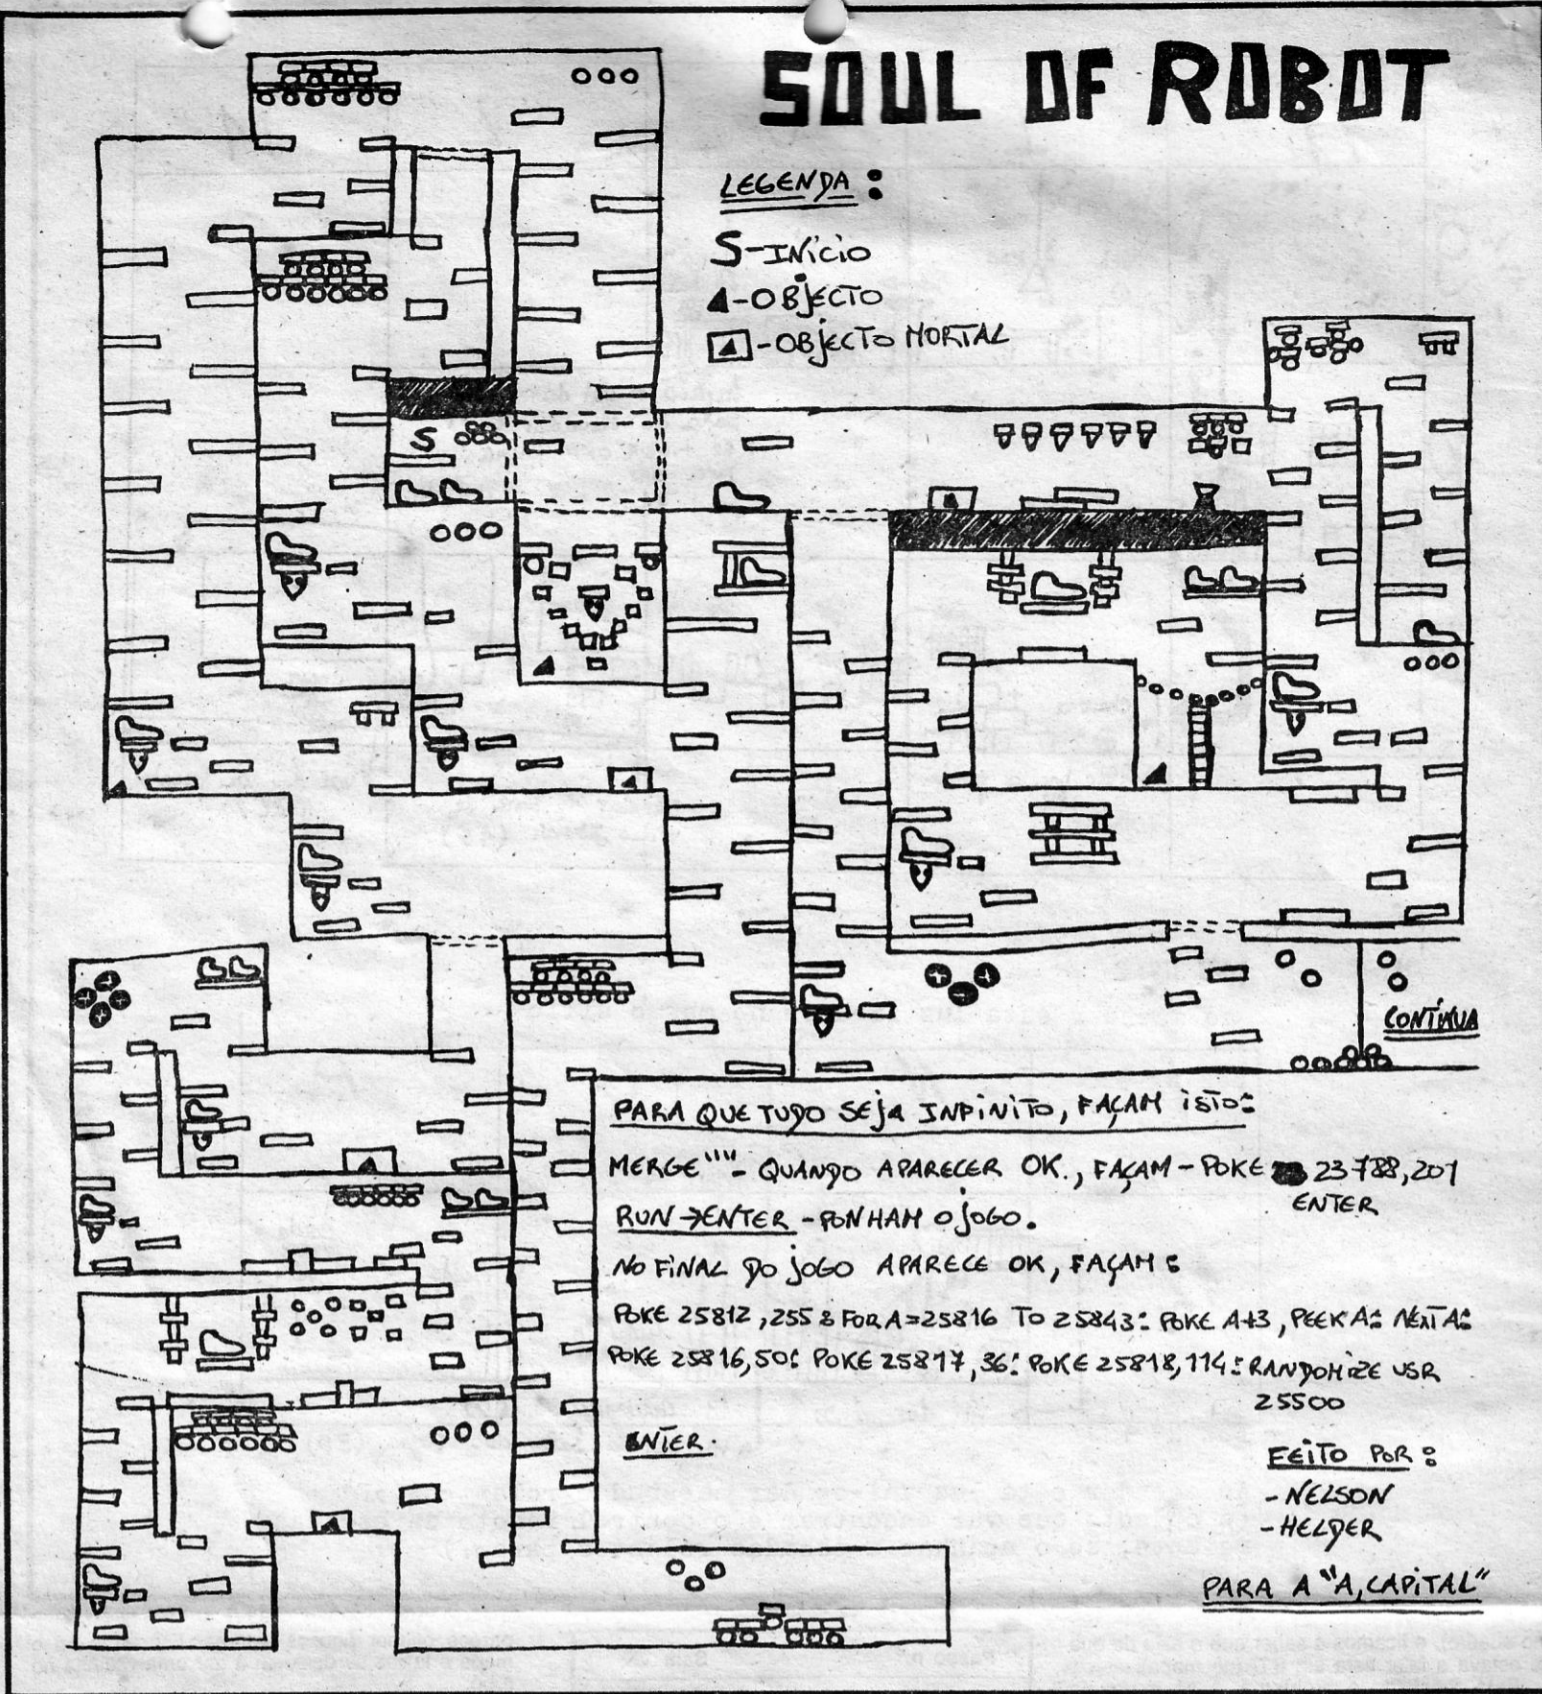 SOUL OF ROBOT
LEGENDA:
S-INÍCIO
▲-OBJECTO
▲-OBJECTO MORTAL
S
CONTÍNUA
PARA QUE TUDO SEJA INFINITO, FAÇAM ISTO:
MERGE""- QUANDO APARECER OK., FAÇAM - POKE 23788,201
ENTER
RUN→ENTER - PONHAM O JOGO.
NO FINAL DO JOGO APARECE OK, FAÇAM:
POKE 25812,255: FOR A=25816 TO 25843: POKE A+3, PEEK A: NEXT A:
POKE 25816,50: POKE 25817,36: POKE 25818,114: RANDOMIZE USR
25500
ENTER.
FEITO POR:
-NELSON
-HELDER
PARA A "A, CAPITAL"